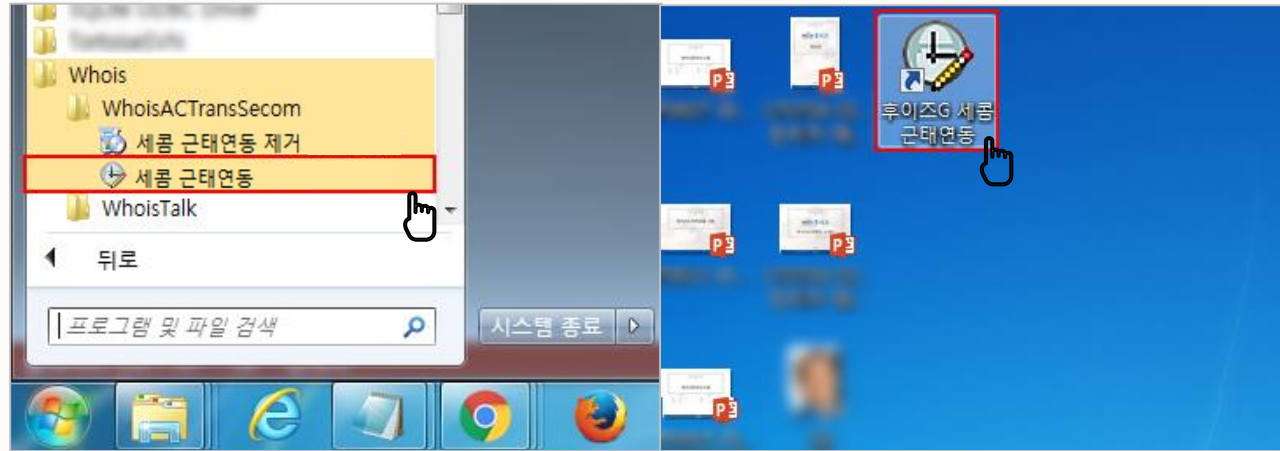 Whois
WhoisACTransSecom
세콤 근태연동 제거
세콤 근태연동
WhoisTalk
뒤로
프로그램 및 파일 검색
시스템 종료
후이즈G 세콤
근태연동